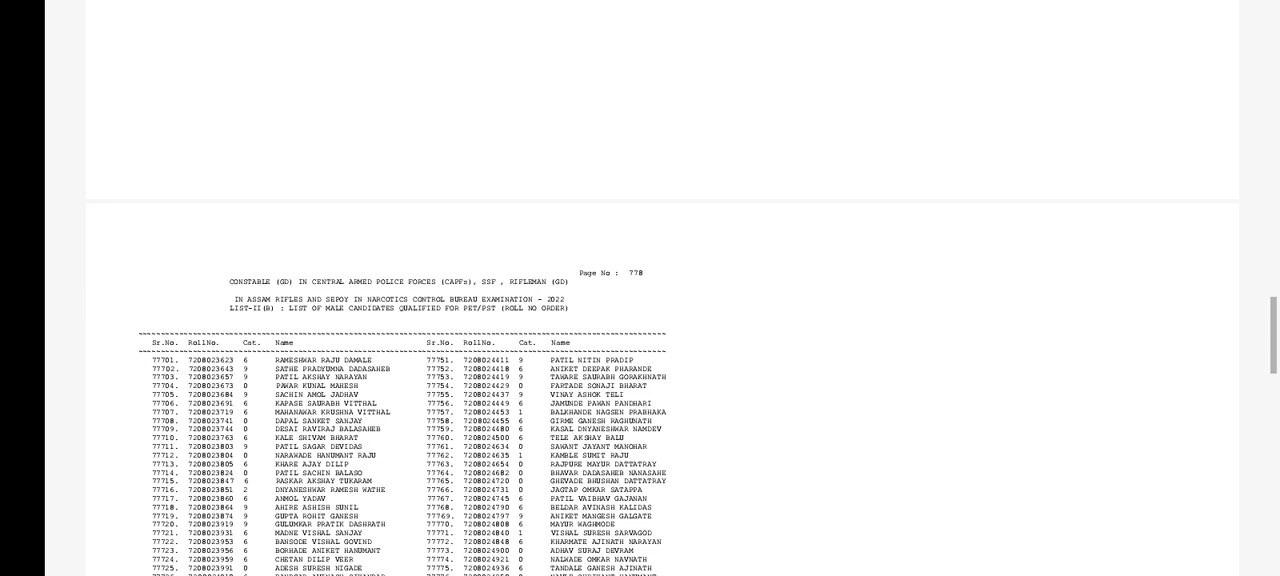 Page No :  778
CONSTABLE (GD) IN CENTRAL ARMED POLICE FORCES (CAPFs), SSF , RIFLEMAN (GD)
IN ASSAM RIFLES AND SEPOY IN NARCOTICS CONTROL BUREAU EXAMINATION - 2022
LIST-II(B) : LIST OF MALE CANDIDATES QUALIFIED FOR PET/PST (ROLL NO ORDER)
Sr.No. RollNo. Cat. Name Sr.No. RollNo. Cat. Name
77701. 7208023623 6 RAMESHWAR RAJU DAMALE 77751. 7208024411 9 PATIL NITIN PRADIP
77702. 7208023643 9 SATHE PRADYUMNA DADASAHEB 77752. 7208024418 6 ANIKET DEEPAK PHARANDE
77703. 7208023657 9 PATIL AKSHAY NARAYAN 77753. 7208024419 9 TAWARE SAURABH GORAKHNATH
77704. 7208023673 0 PAWAR KUNAL MAHESH 77754. 7208024429 0 FARTADE SONAJI BHARAT
77705. 7208023684 9 SACHIN AMOL JADHAV 77755. 7208024437 9 VINAY ASHOK TELI
77706. 7208023691 6 KAPASE SAURABH VITTHAL 77756. 7208024449 6 JAMUNDE PAWAN PANDHARI
77707. 7208023719 6 MAHANAWAR KRUSHNA VITTHAL 77757. 7208024453 1 BALKHANDE NAGSEN PRABHAKA
77708. 7208023741 0 DAPAL SANKET SANJAY 77758. 7208024455 6 GIRME GANESH RAGHUNATH
77709. 7208023744 0 DESAI RAVIRAJ BALASAHEB 77759. 7208024480 6 KASAL DNYANESHWAR NAMDEV
77710. 7208023763 6 KALE SHIVAM BHARAT 77760. 7208024500 6 TELE AKSHAY BALU
77711. 7208023803 9 PATIL SAGAR DEVIDAS 77761. 7208024634 0 SAWANT JAYANT MANOHAR
77712. 7208023804 0 NARAWADE HANUMANT RAJU 77762. 7208024635 1 KAMBLE SUMIT RAJU
77713. 7208023805 6 KHARE AJAY DILIP 77763. 7208024654 0 RAJPURE MAYUR DATTATRAY
77714. 7208023824 0 PATIL SACHIN BALASO 77764. 7208024682 0 BHAVAR DADASAHEB NANASAHE
77715. 7208023847 6 RASKAR AKSHAY TUKARAM 77765. 7208024720 0 GHEVADE BHUSHAN DATTATRAY
77716. 7208023851 2 DNYANESHWAR RAMESH WATHE 77766. 7208024731 0 JAGTAP OMKAR SATAPPA
77717. 7208023860 6 ANMOL YADAV 77767. 7208024745 6 PATIL VAIBHAV GAJANAN
77718. 7208023864 9 AHIRE ASHISH SUNIL 77768. 7208024790 6 BELDAR AVINASH KALIDAS
77719. 7208023874 9 GUPTA ROHIT GANESH 77769. 7208024797 9 ANIKET MANGESH GALGATE
77720. 7208023919 9 GULUMKAR PRATIK DASHRATH 77770. 7208024808 6 MAYUR WAGHMODE
77721. 7208023931 6 MADNE VISHAL SANJAY 77771. 7208024840 1 VISHAL SURESH SARVAGOD
77722. 7208023953 6 BANSODE VISHAL GOVIND 77772. 7208024848 6 KHARMATE AJINATH NARAYAN
77723. 7208023956 6 BORHADE ANIKET HANUMANT 77773. 7208024900 0 ADHAV SURAJ DEVRAM
77724. 7208023959 6 CHETAN DILIP VEER 77774. 7208024921 0 NALWADE OMKAR NAVNATH
77725. 7208023991 0 ADESH SURESH NIGADE 77775. 7208024936 6 TANDALE GANESH AJINATH